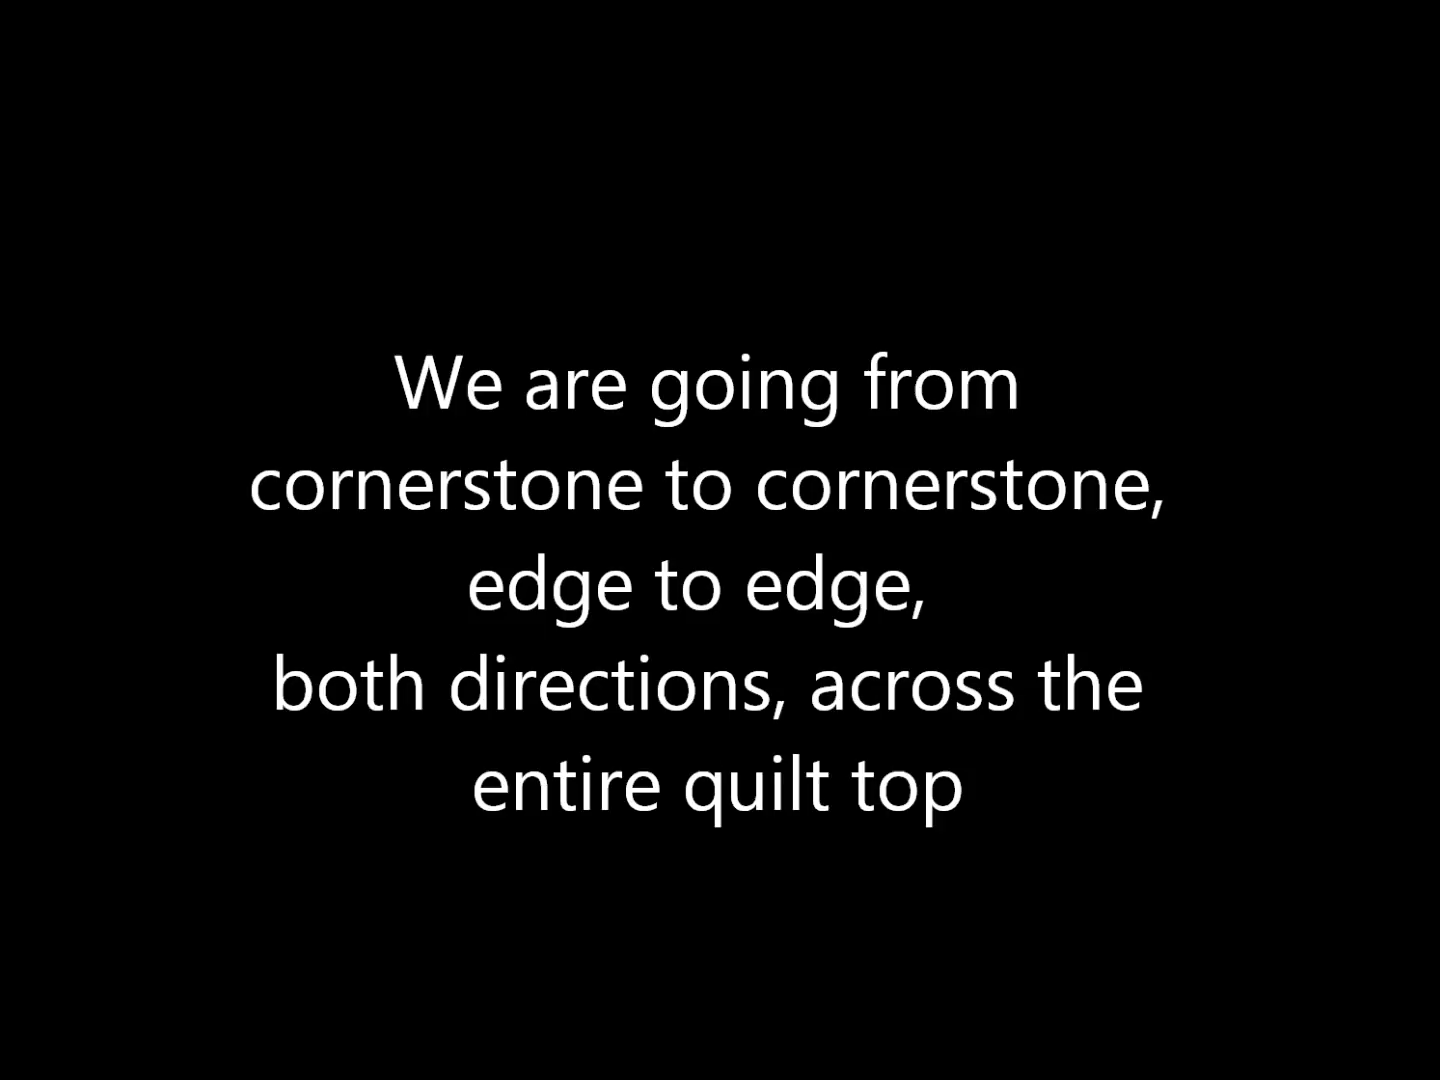 We are going from
cornerstone to cornerstone,
edge to edge,
both directions, across the
entire quilt top